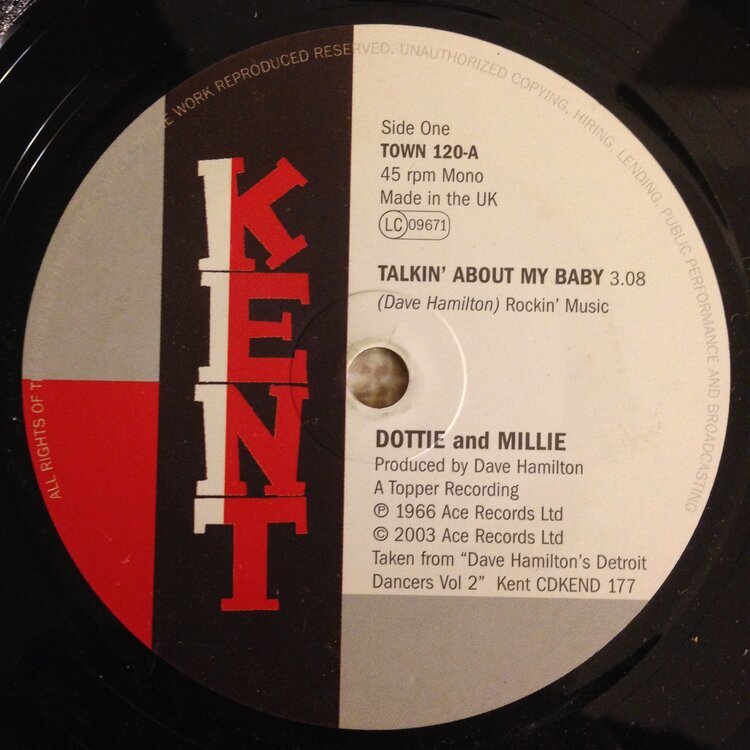 ALL RIGHTS OF T
E WORK REPRODUCED RESERVED. UNAUTHORIZED COPYING, HIRING, LENDING, PUBLIC PERFORMANCE AND BROADCASTING
KENT
Side One
TOWN 120-A
45 rpm Mono
Made in the UK
LC 09671
TALKIN' ABOUT MY BABY 3.08
(Dave Hamilton) Rockin' Music
DOTTIE and MILLIE
Produced by Dave Hamilton
A Topper Recording
℗ 1966 Ace Records Ltd
© 2003 Ace Records Ltd
Taken from "Dave Hamilton's Detroit
Dancers Vol 2" Kent CDKEND 177